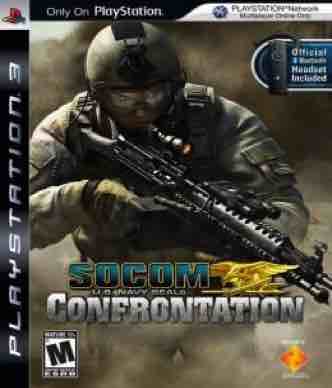 Only On PlayStation.
PLAYSTATION®Network
Multiplayer Online Only
Official
Bluetooth
Headset
Included
PLAYSTATION 3
SOCOM
U.S. NAVY SEALs
CONFRONTATION
MATURE 17+
M
ESRB